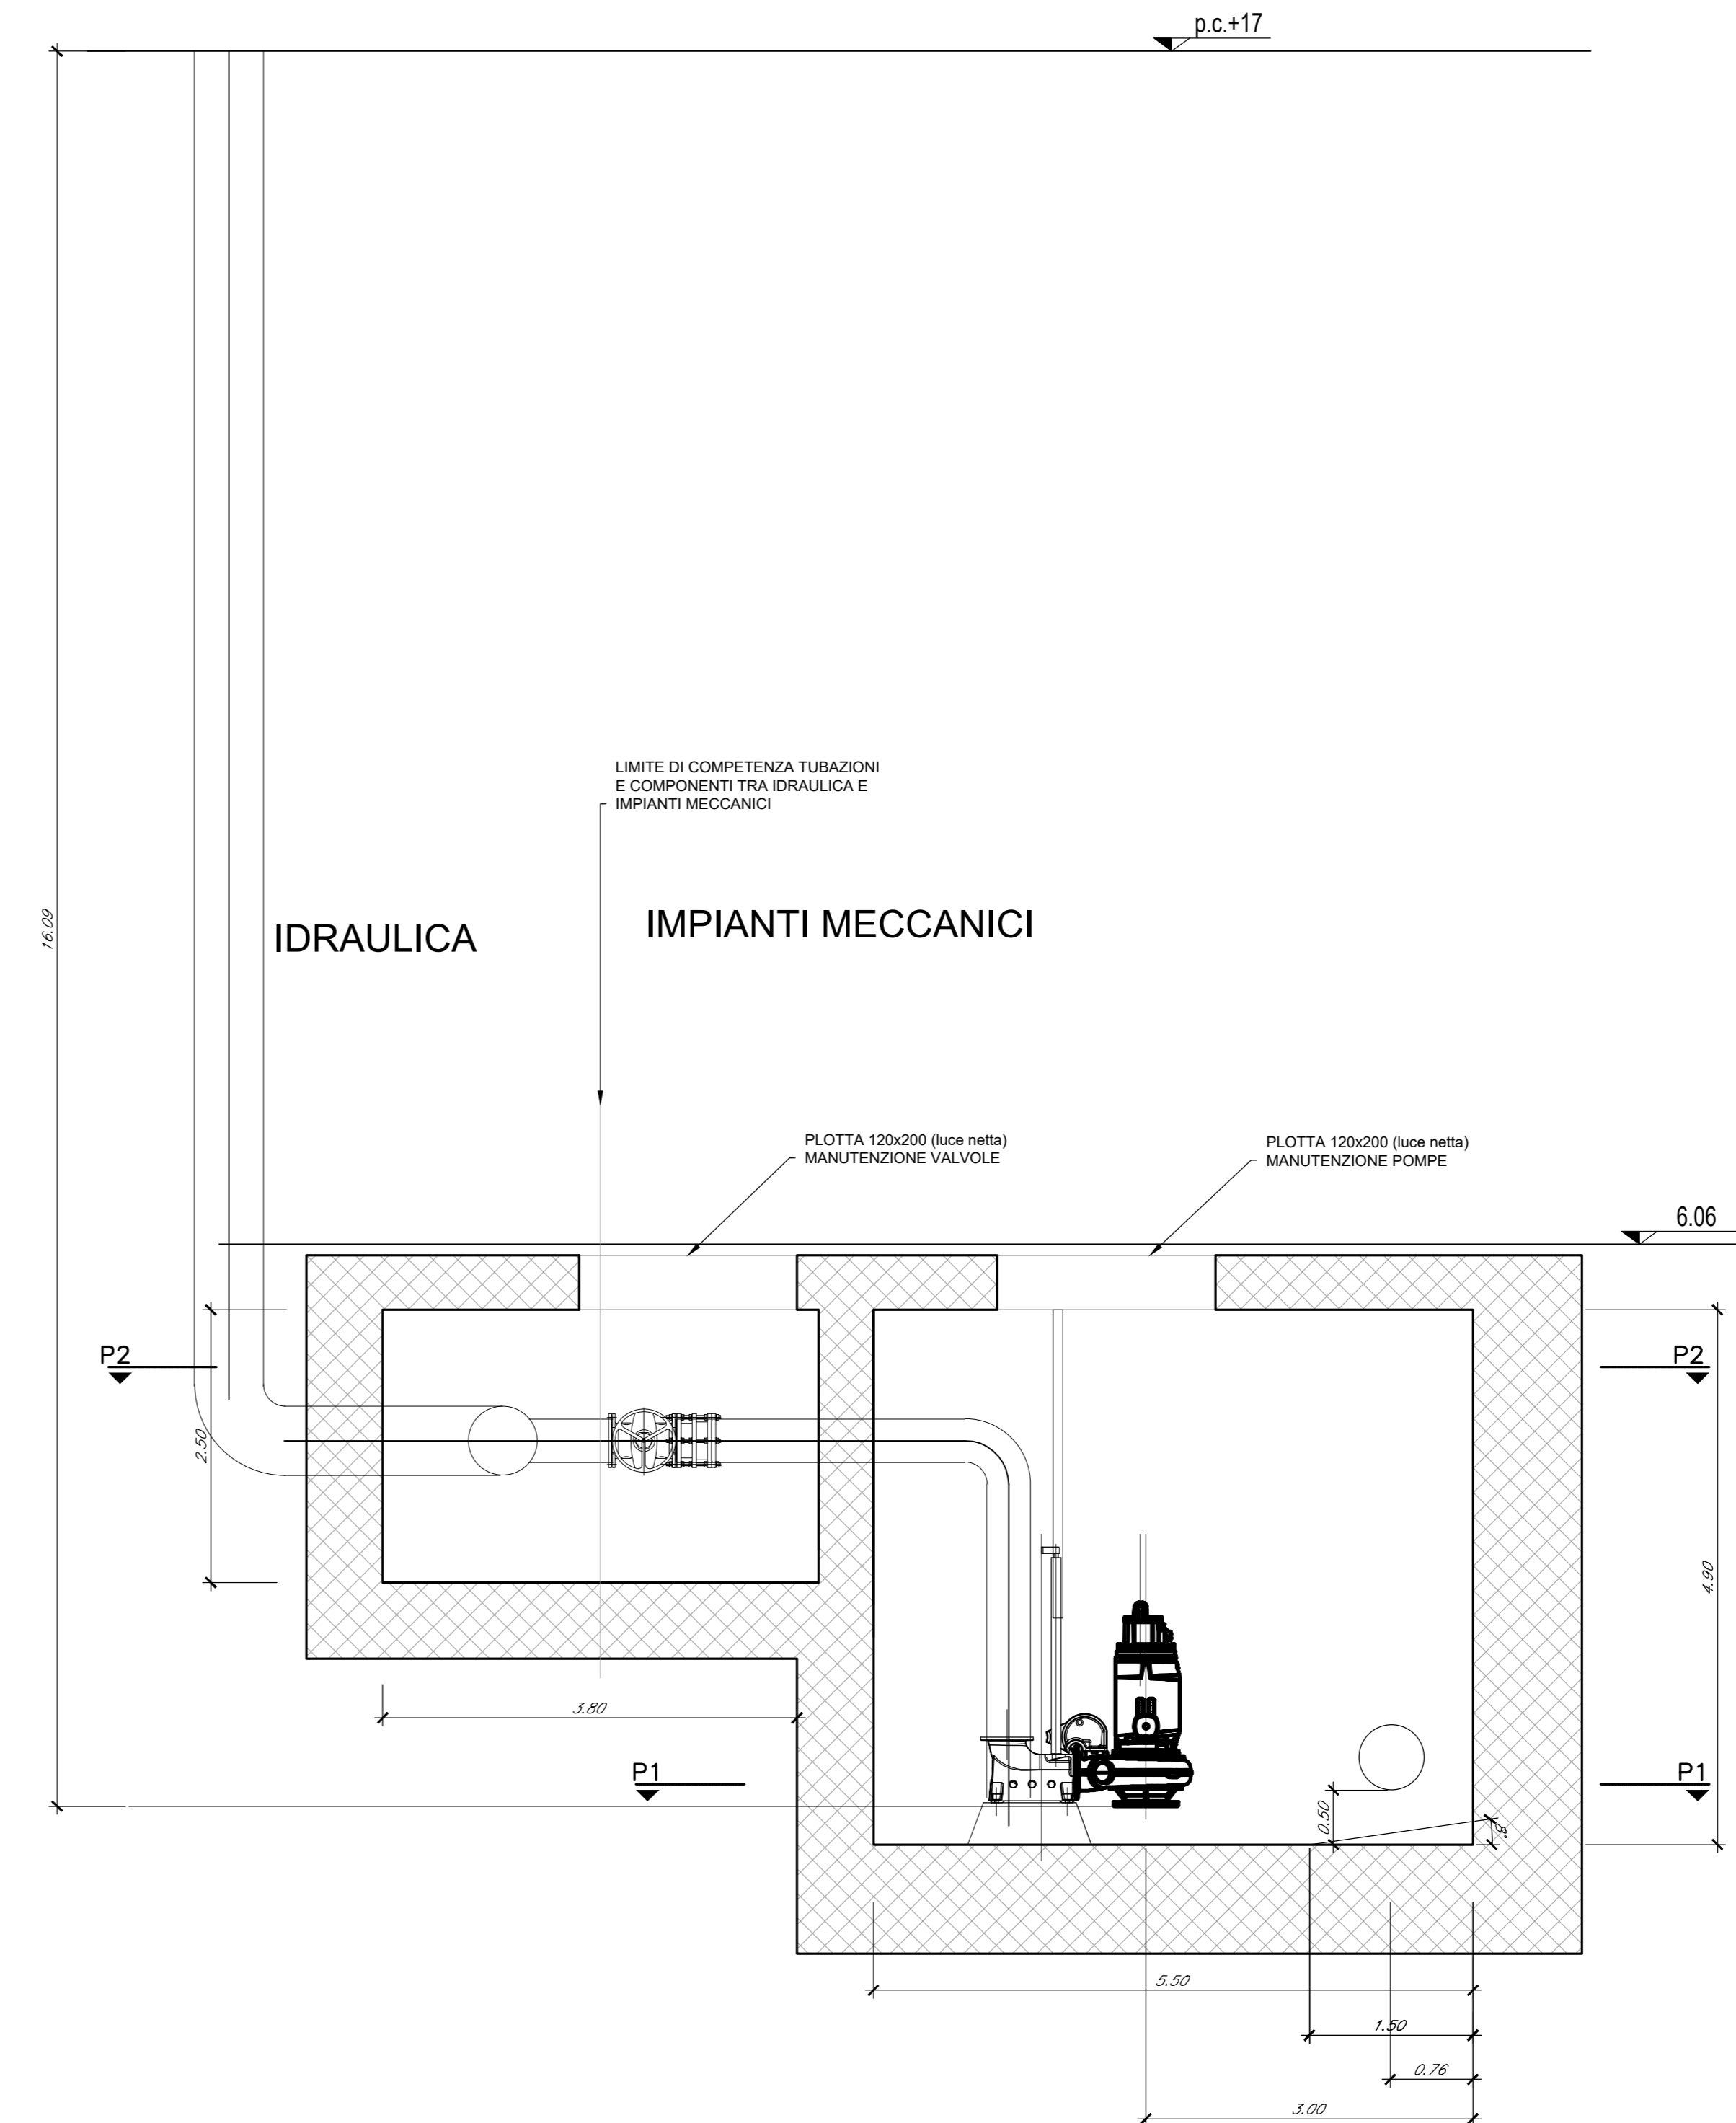 p.c.+17
LIMITE DI COMPETENZA TUBAZIONI
E COMPONENTI TRA IDRAULICA E
IMPIANTI MECCANICI
16.09
IDRAULICA
IMPIANTI MECCANICI
PLOTTA 120x200 (luce netta)
MANUTENZIONE VALVOLE
PLOTTA 120x200 (luce netta)
MANUTENZIONE POMPE
6.06
P2
P2
2.50
4.90
3.80
P1
P1
0.50
5.50
1.50
0.76
3.00